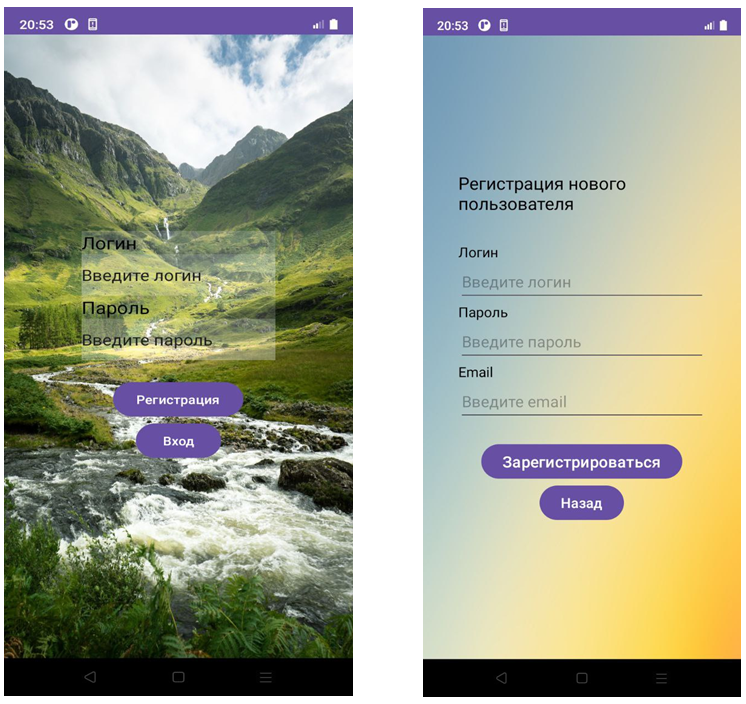 20:53
Логин
Введите логин
Пароль
Введите пароль
Регистрация
Вход
20:53
Регистрация нового
пользователя
Логин
Введите логин
Пароль
Введите пароль
Email
Введите email
Зарегистрироваться
Назад